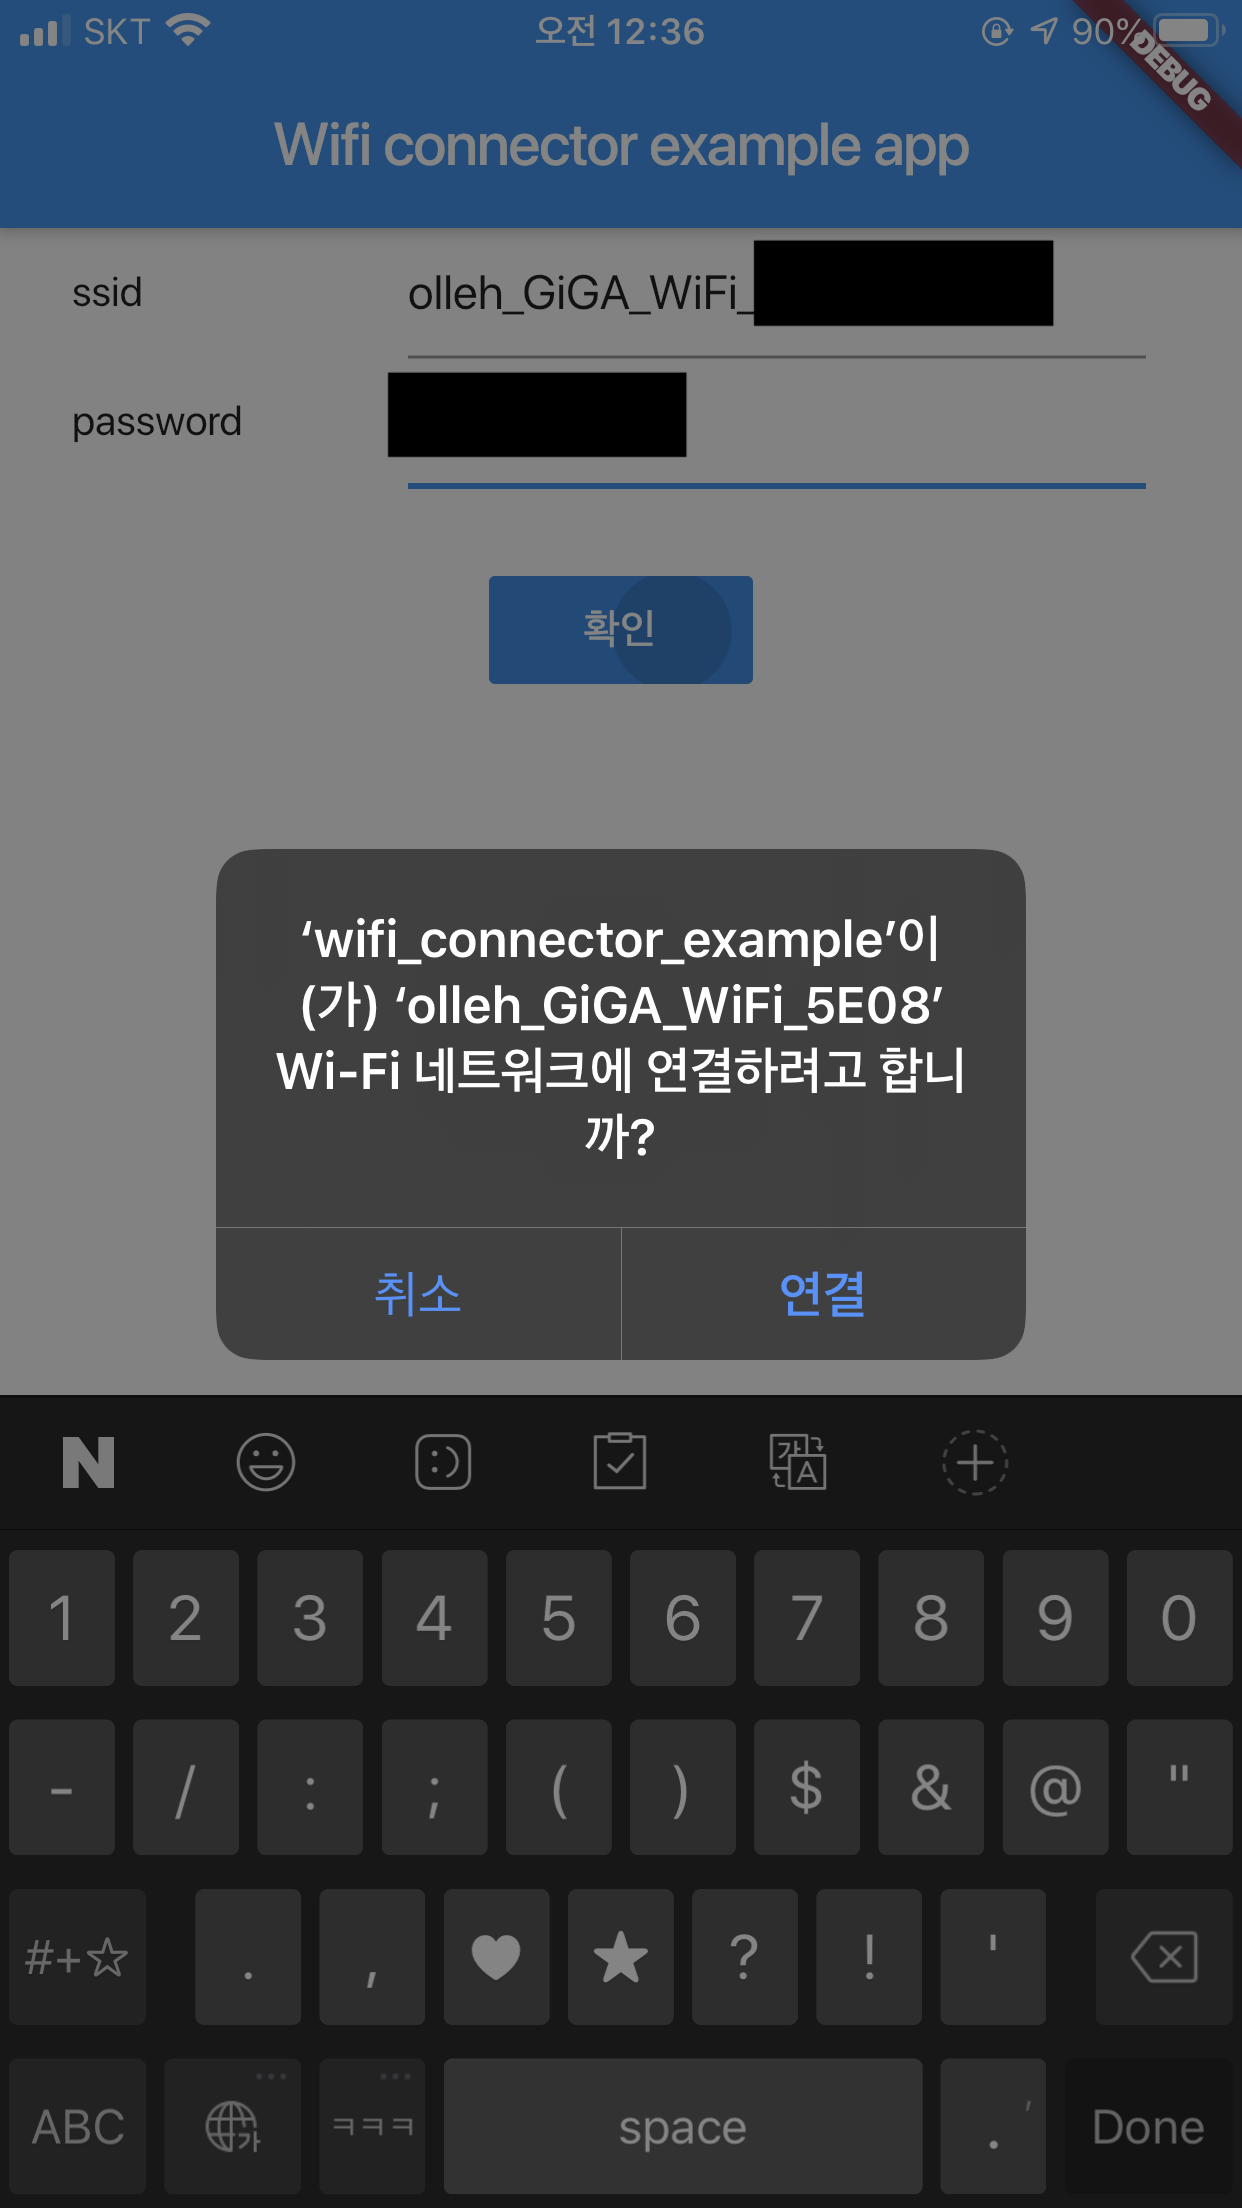 SKT 오전 12:36 90%
DEBUG
Wifi connector example app
ssid olleh_GiGA_WiFi_
password
확인
‘wifi_connector_example’이
(가) ‘olleh_GiGA_WiFi_5E08’
Wi-Fi 네트워크에 연결하려고 합니
까?
취소 연결
N :) 가 A
1 2 3 4 5 6 7 8 9 0
- / : ; ( ) $ & @ "
#+☆ . , ♥ ★ ? ! '
ABC 가 ㅋㅋㅋ space . , Done